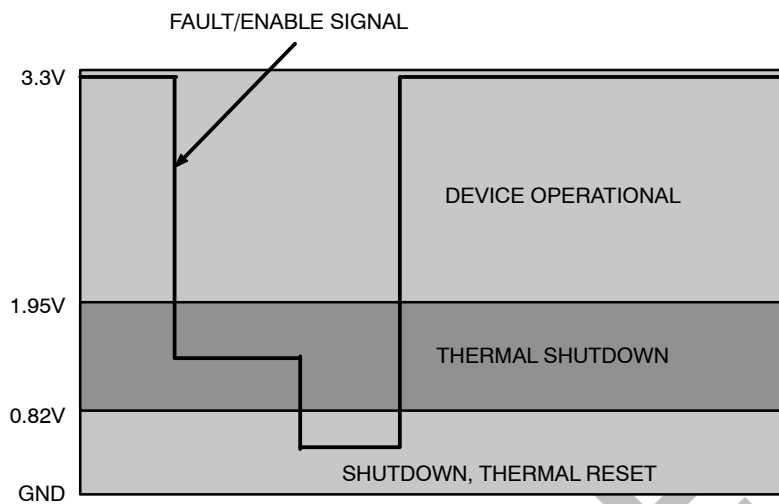 FAULT/ENABLE SIGNAL
3.3V
DEVICE OPERATIONAL
1.95V
THERMAL SHUTDOWN
0.82V
SHUTDOWN, THERMAL RESET
GND